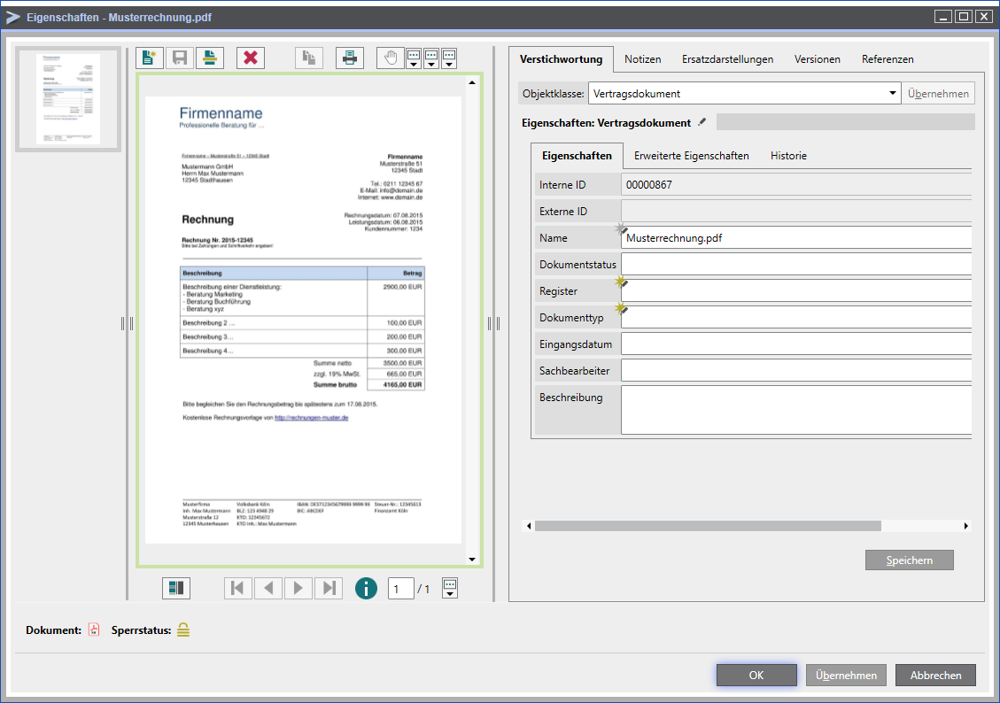 Eigenschaften - Musterrechnung.pdf
Firmenname
Professionelle Beratung für ...
Firmenname - Musterstraße 51 - 12345 Stadt
Mustermann GmbH
Herrn Max Mustermann
12345 Stadthausen
Firmenname
Musterstraße 51
12345 Stadt
Tel.: 0211 12345 67
E-Mail: info@domain.de
Internet: www.domain.de
Rechnung
Rechnungsdatum: 07.08.2015
Leistungsdatum: 06.08.2015
Kundennummer: 1234
Rechnung Nr. 2015-12345
Bitte bei Zahlungen und Schriftverkehr angeben!
Beschreibung Betrag
Beschreibung einer Dienstleistung: 2900,00 EUR
- Beratung Marketing
- Beratung Buchführung
- Beratung xyz
Beschreibung 2 ... 100,00 EUR
Beschreibung 3... 200,00 EUR
Beschreibung 4... 300,00 EUR
Summe netto 3500,00 EUR
zzgl. 19% MwSt. 665,00 EUR
Summe brutto 4165,00 EUR
Bitte begleichen Sie den Rechnungsbetrag bis spätestens zum 17.08.2015.
Kostenlose Rechnungsvorlage von http://rechnungen-muster.de
Musterfirma
Inh. Max Mustermann
Musterstraße 12
12345 Musterhausen
Volksbank Köln
BLZ: 123 4948 29
KTO: 12345672
KTO Inh.: Max Mustermann
BIC: ABCDEF
Steuer-Nr.: 12345613
Finanzamt Köln
1 / 1
Verstichwortung Notizen Ersatzdarstellungen Versionen Referenzen
Objektklasse: Vertragsdokument Übernehmen
Eigenschaften: Vertragsdokument
Eigenschaften Erweiterte Eigenschaften Historie
Interne ID 00000867
Externe ID
Name Musterrechnung.pdf
Dokumentstatus
Register
Dokumenttyp
Eingangsdatum
Sachbearbeiter
Beschreibung
Speichern
Dokument: Sperrstatus:
OK Übernehmen Abbrechen